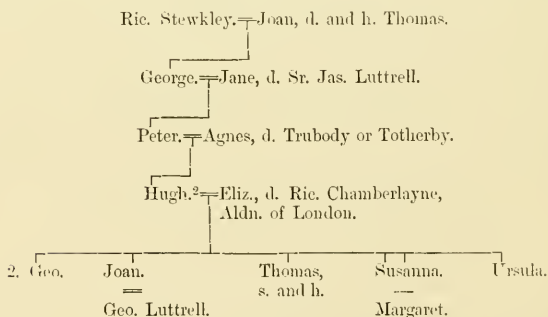 Ric. Stewkley.=Joan, d. and h. Thomas.
George.=Jane, d. Sr. Jas. Luttrell.
Peter.=Agnes, d. Trubody or Totherby.
Hugh.²=Eliz., d. Ric. Chamberlayne,
Aldn. of London.
2. Geo. Joan. Thomas, Susanna. Ursula.
= s. and h. —
Geo. Luttrell. Margaret.